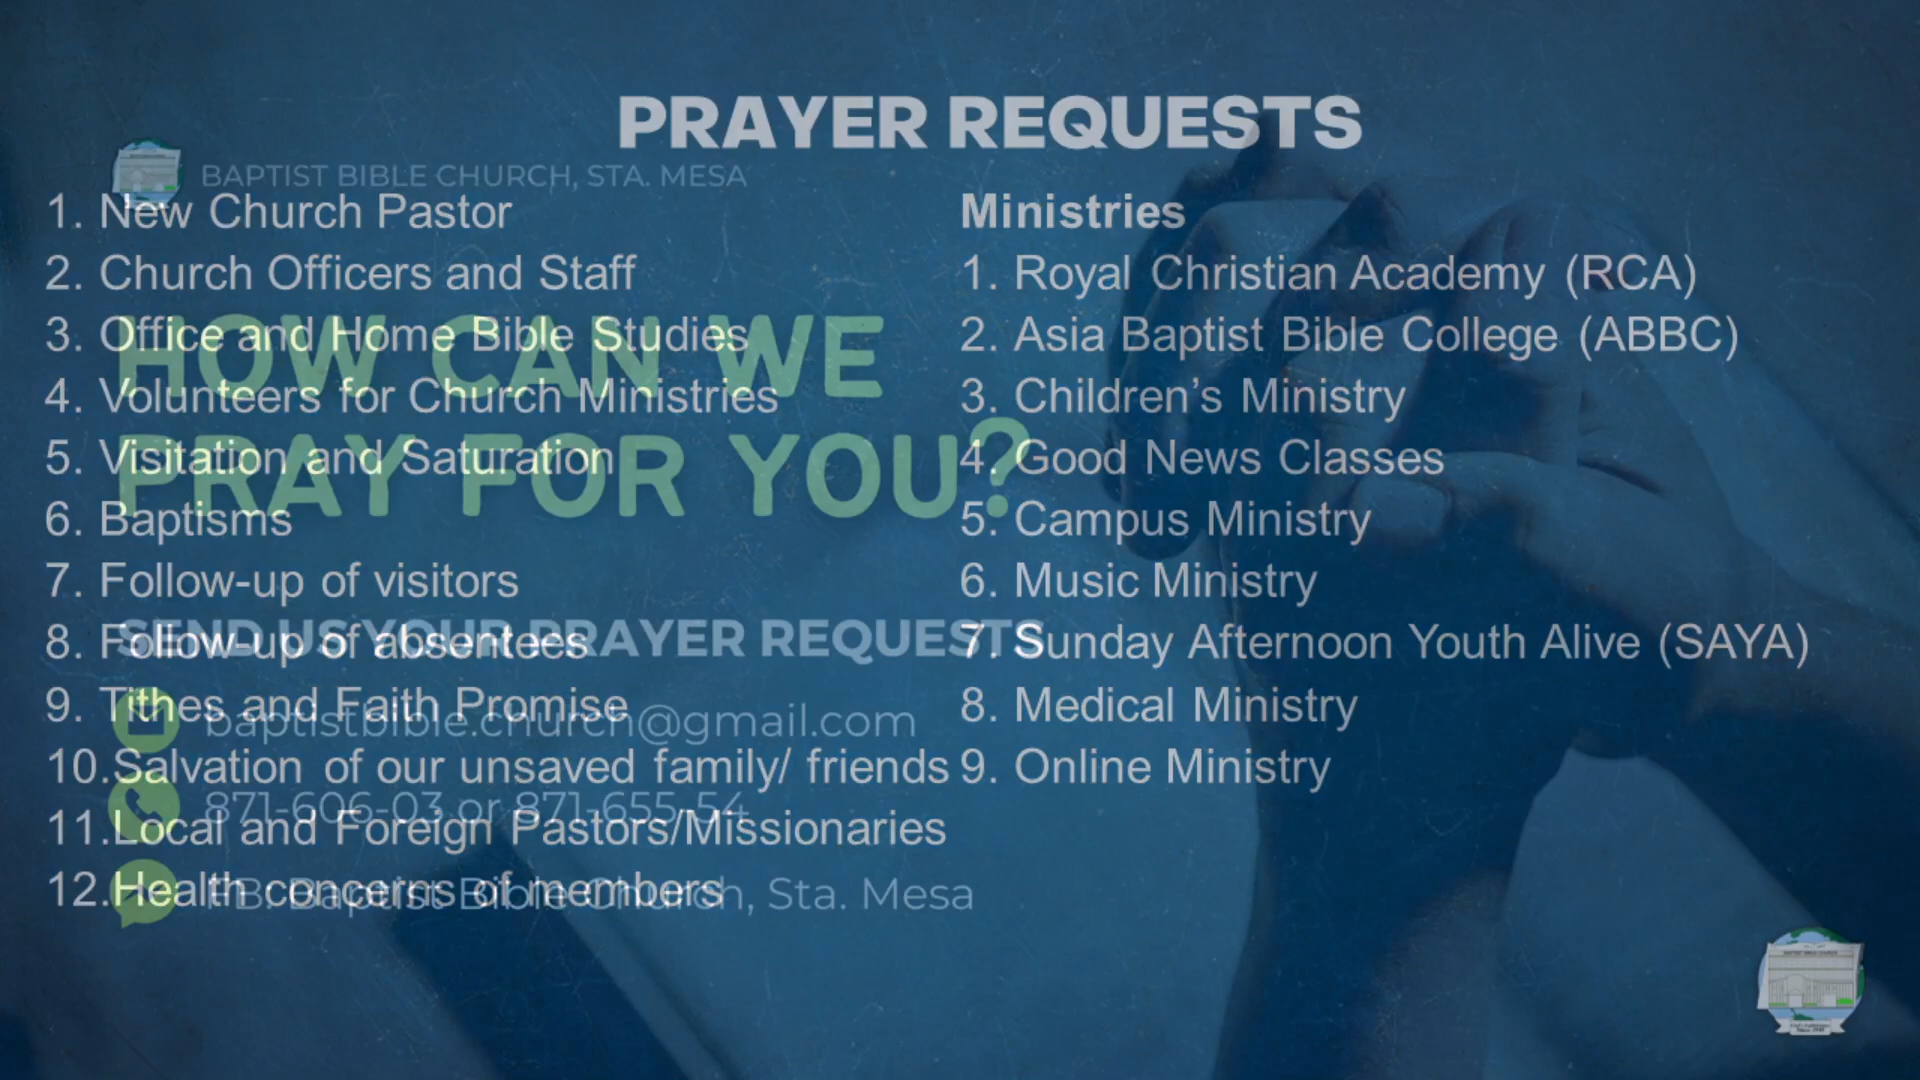 PRAYER REQUESTS
1. New Church Pastor
2. Church Officers and Staff
3. Office and Home Bible Studies
4. Volunteers for Church Ministries
5. Visitation and Saturation
6. Baptisms
7. Follow-up of visitors
8. Follow-up of absentees
9. Tithes and Faith Promise
10.Salvation of our unsaved family/ friends
11.Local and Foreign Pastors/Missionaries
12.Health concerns of members
Ministries
1. Royal Christian Academy (RCA)
2. Asia Baptist Bible College (ABBC)
3. Children’s Ministry
4. Good News Classes
5. Campus Ministry
6. Music Ministry
7. Sunday Afternoon Youth Alive (SAYA)
8. Medical Ministry
9. Online Ministry
BAPTIST BIBLE CHURCH, STA. MESA
HOW CAN WE
PRAY FOR YOU?
SEND US YOUR PRAYER REQUESTS
baptistbible.church@gmail.com
871-606-03 or 871-655-54
FB: Baptist Bible Church, Sta. Mesa